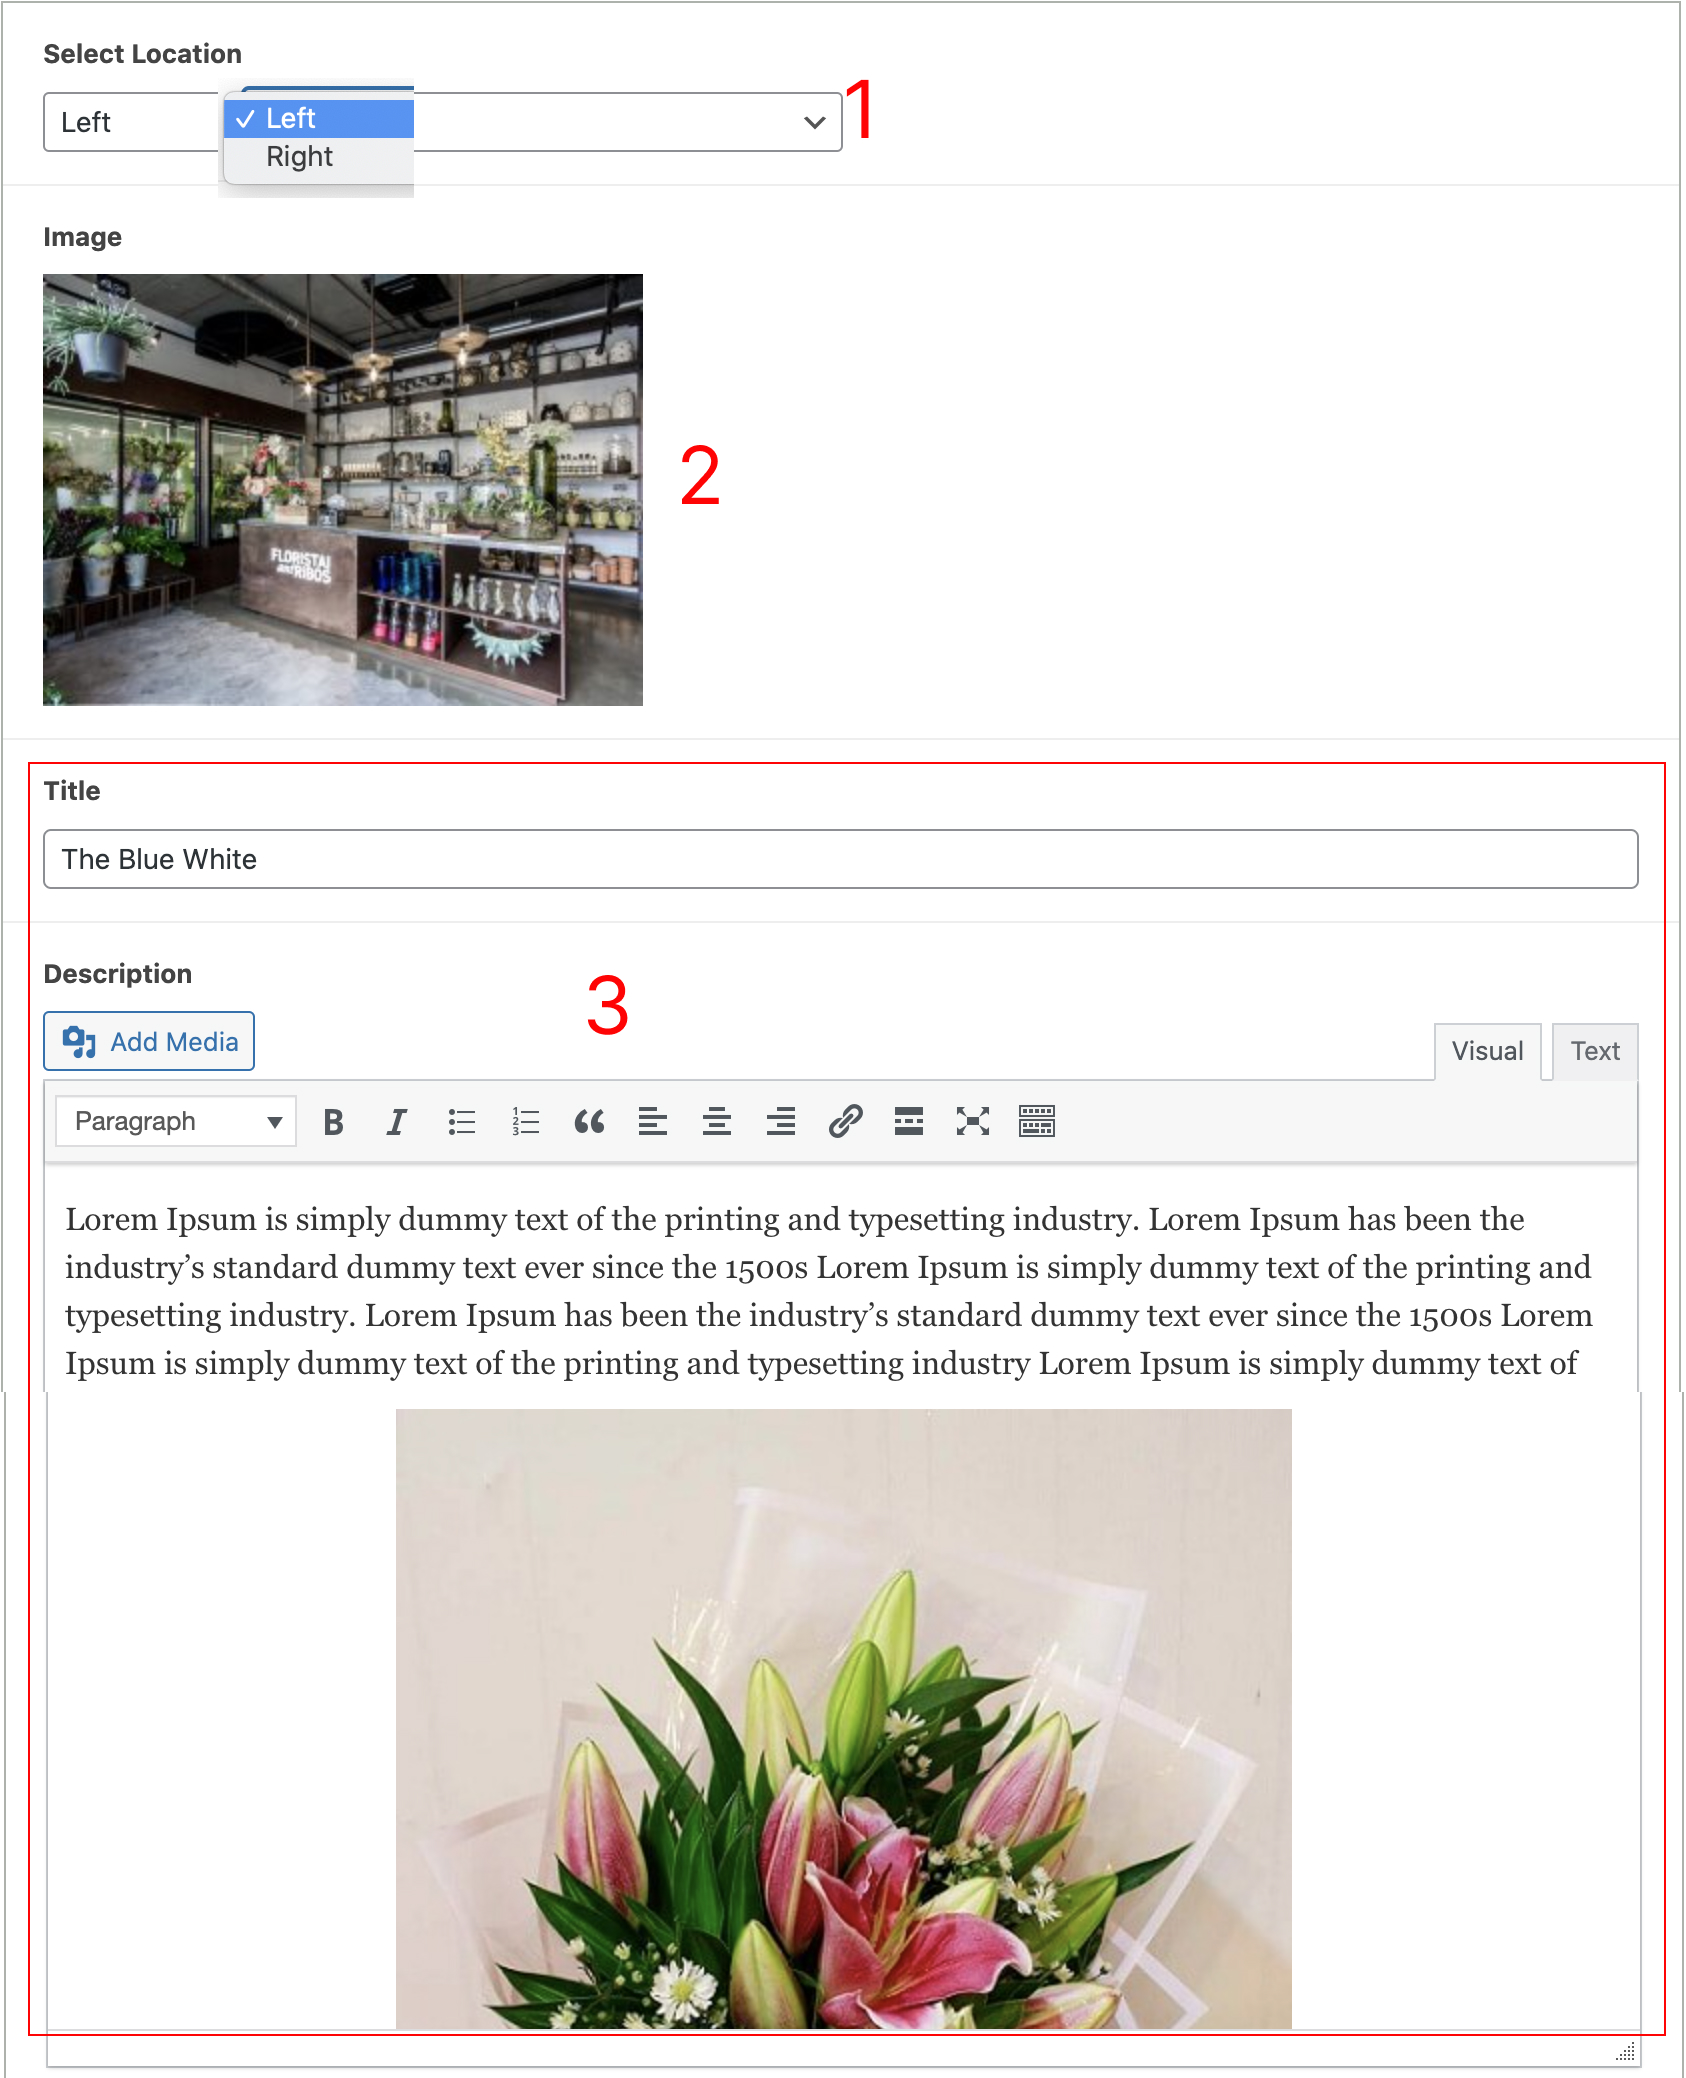 Select Location
Left
✓ Left
Right
1
Image
FLORISTAI
2
Title
The Blue White
Description
3
Add Media
Visual
Text
Paragraph
Lorem Ipsum is simply dummy text of the printing and typesetting industry. Lorem Ipsum has been the
industry’s standard dummy text ever since the 1500s Lorem Ipsum is simply dummy text of the printing and
typesetting industry. Lorem Ipsum has been the industry’s standard dummy text ever since the 1500s Lorem
Ipsum is simply dummy text of the printing and typesetting industry Lorem Ipsum is simply dummy text of